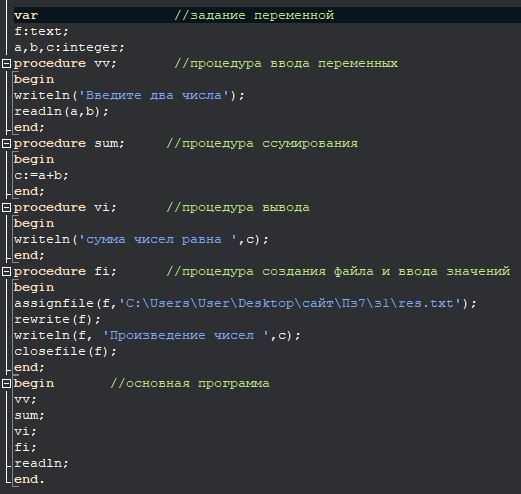 var //задание переменной
f:text;
a,b,c:integer;
procedure vv; //процедура ввода переменных
begin
writeln('Введите два числа');
readln(a,b);
end;
procedure sum; //процедура ссумирования
begin
c:=a+b;
end;
procedure vi; //процедура вывода
begin
writeln('сумма чисел равна ',c);
end;
procedure fi; //процедура создания файла и ввода значений
begin
assignfile(f,'C:\Users\User\Desktop\сайт\Пз7\з1\res.txt');
rewrite(f);
writeln(f, 'Произведение чисел ',c);
closefile(f);
end;
begin //основная программа
vv;
sum;
vi;
fi;
readln;
end.